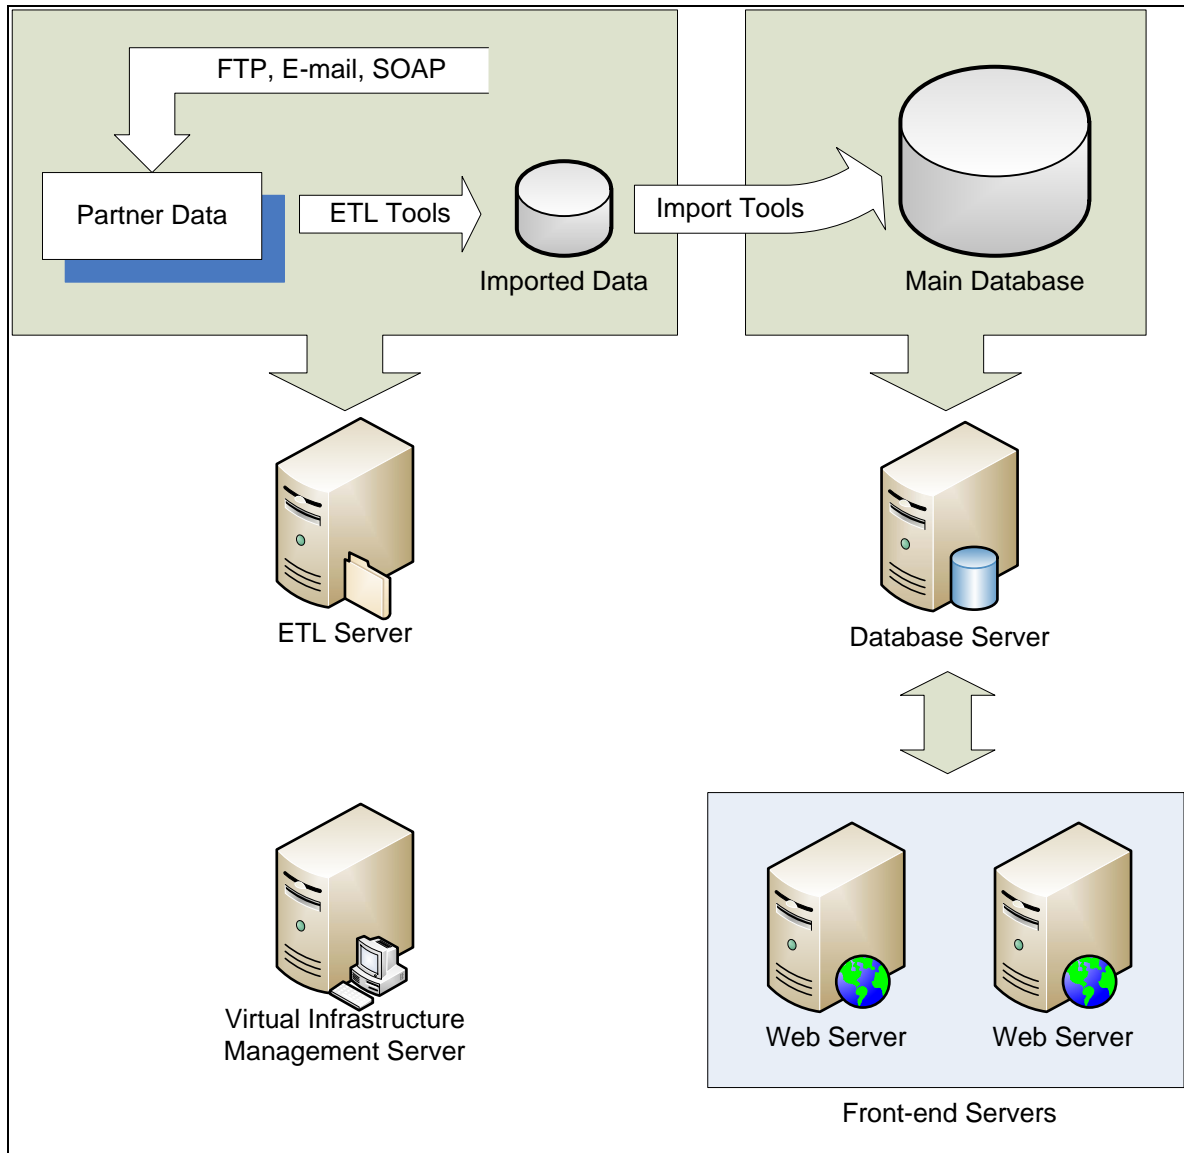 FTP, E-mail, SOAP
Partner Data
ETL Tools
Import Tools
Imported Data
Main Database
ETL Server
Database Server
Virtual Infrastructure
Management Server
Web Server
Web Server
Front-end Servers